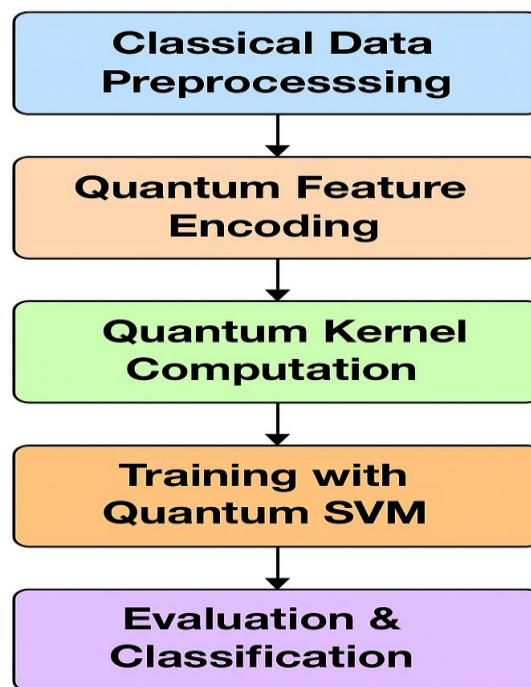 Classical Data
Preprocesssing
Quantum Feature
Encoding
Quantum Kernel
Computation
Training with
Quantum SVM
Evaluation &
Classification